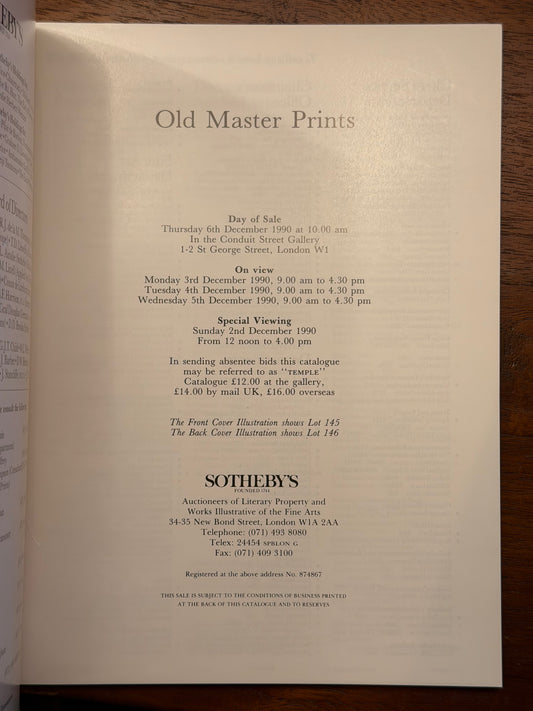 EBY'S
Old Master Prints
Day of Sale
Thursday 6th December 1990 at 10.00 am
In the Conduit Street Gallery
1-2 St George Street, London W1
On view
Monday 3rd December 1990, 9.00 am to 4.30 pm
Tuesday 4th December 1990, 9.00 am to 4.30 pm
Wednesday 5th December 1990, 9.00 am to 4.30 pm
Special Viewing
Sunday 2nd December 1990
From 12 noon to 4.00 pm
In sending absentee bids this catalogue
may be referred to as “TEMPLE”
Catalogue £12.00 at the gallery,
£14.00 by mail UK, £16.00 overseas
The Front Cover Illustration shows Lot 145
The Back Cover Illustration shows Lot 146
SOTHEBY'S
FOUNDED 1744
Auctioneers of Literary Property and
Works Illustrative of the Fine Arts
34-35 New Bond Street, London W1A 2AA
Telephone: (071) 493 8080
Telex: 24454 SPBLON G
Fax: (071) 409 3100
Registered at the above address No. 874867
THIS SALE IS SUBJECT TO THE CONDITIONS OF BUSINESS PRINTED
AT THE BACK OF THIS CATALOGUE AND TO RESERVES